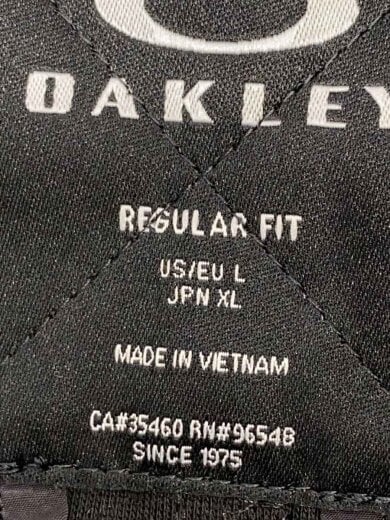 OAKLEY
REGULAR FIT
US/EU L
JPN XL
MADE IN VIETNAM
CA#35460 RN#96548
SINCE 1975